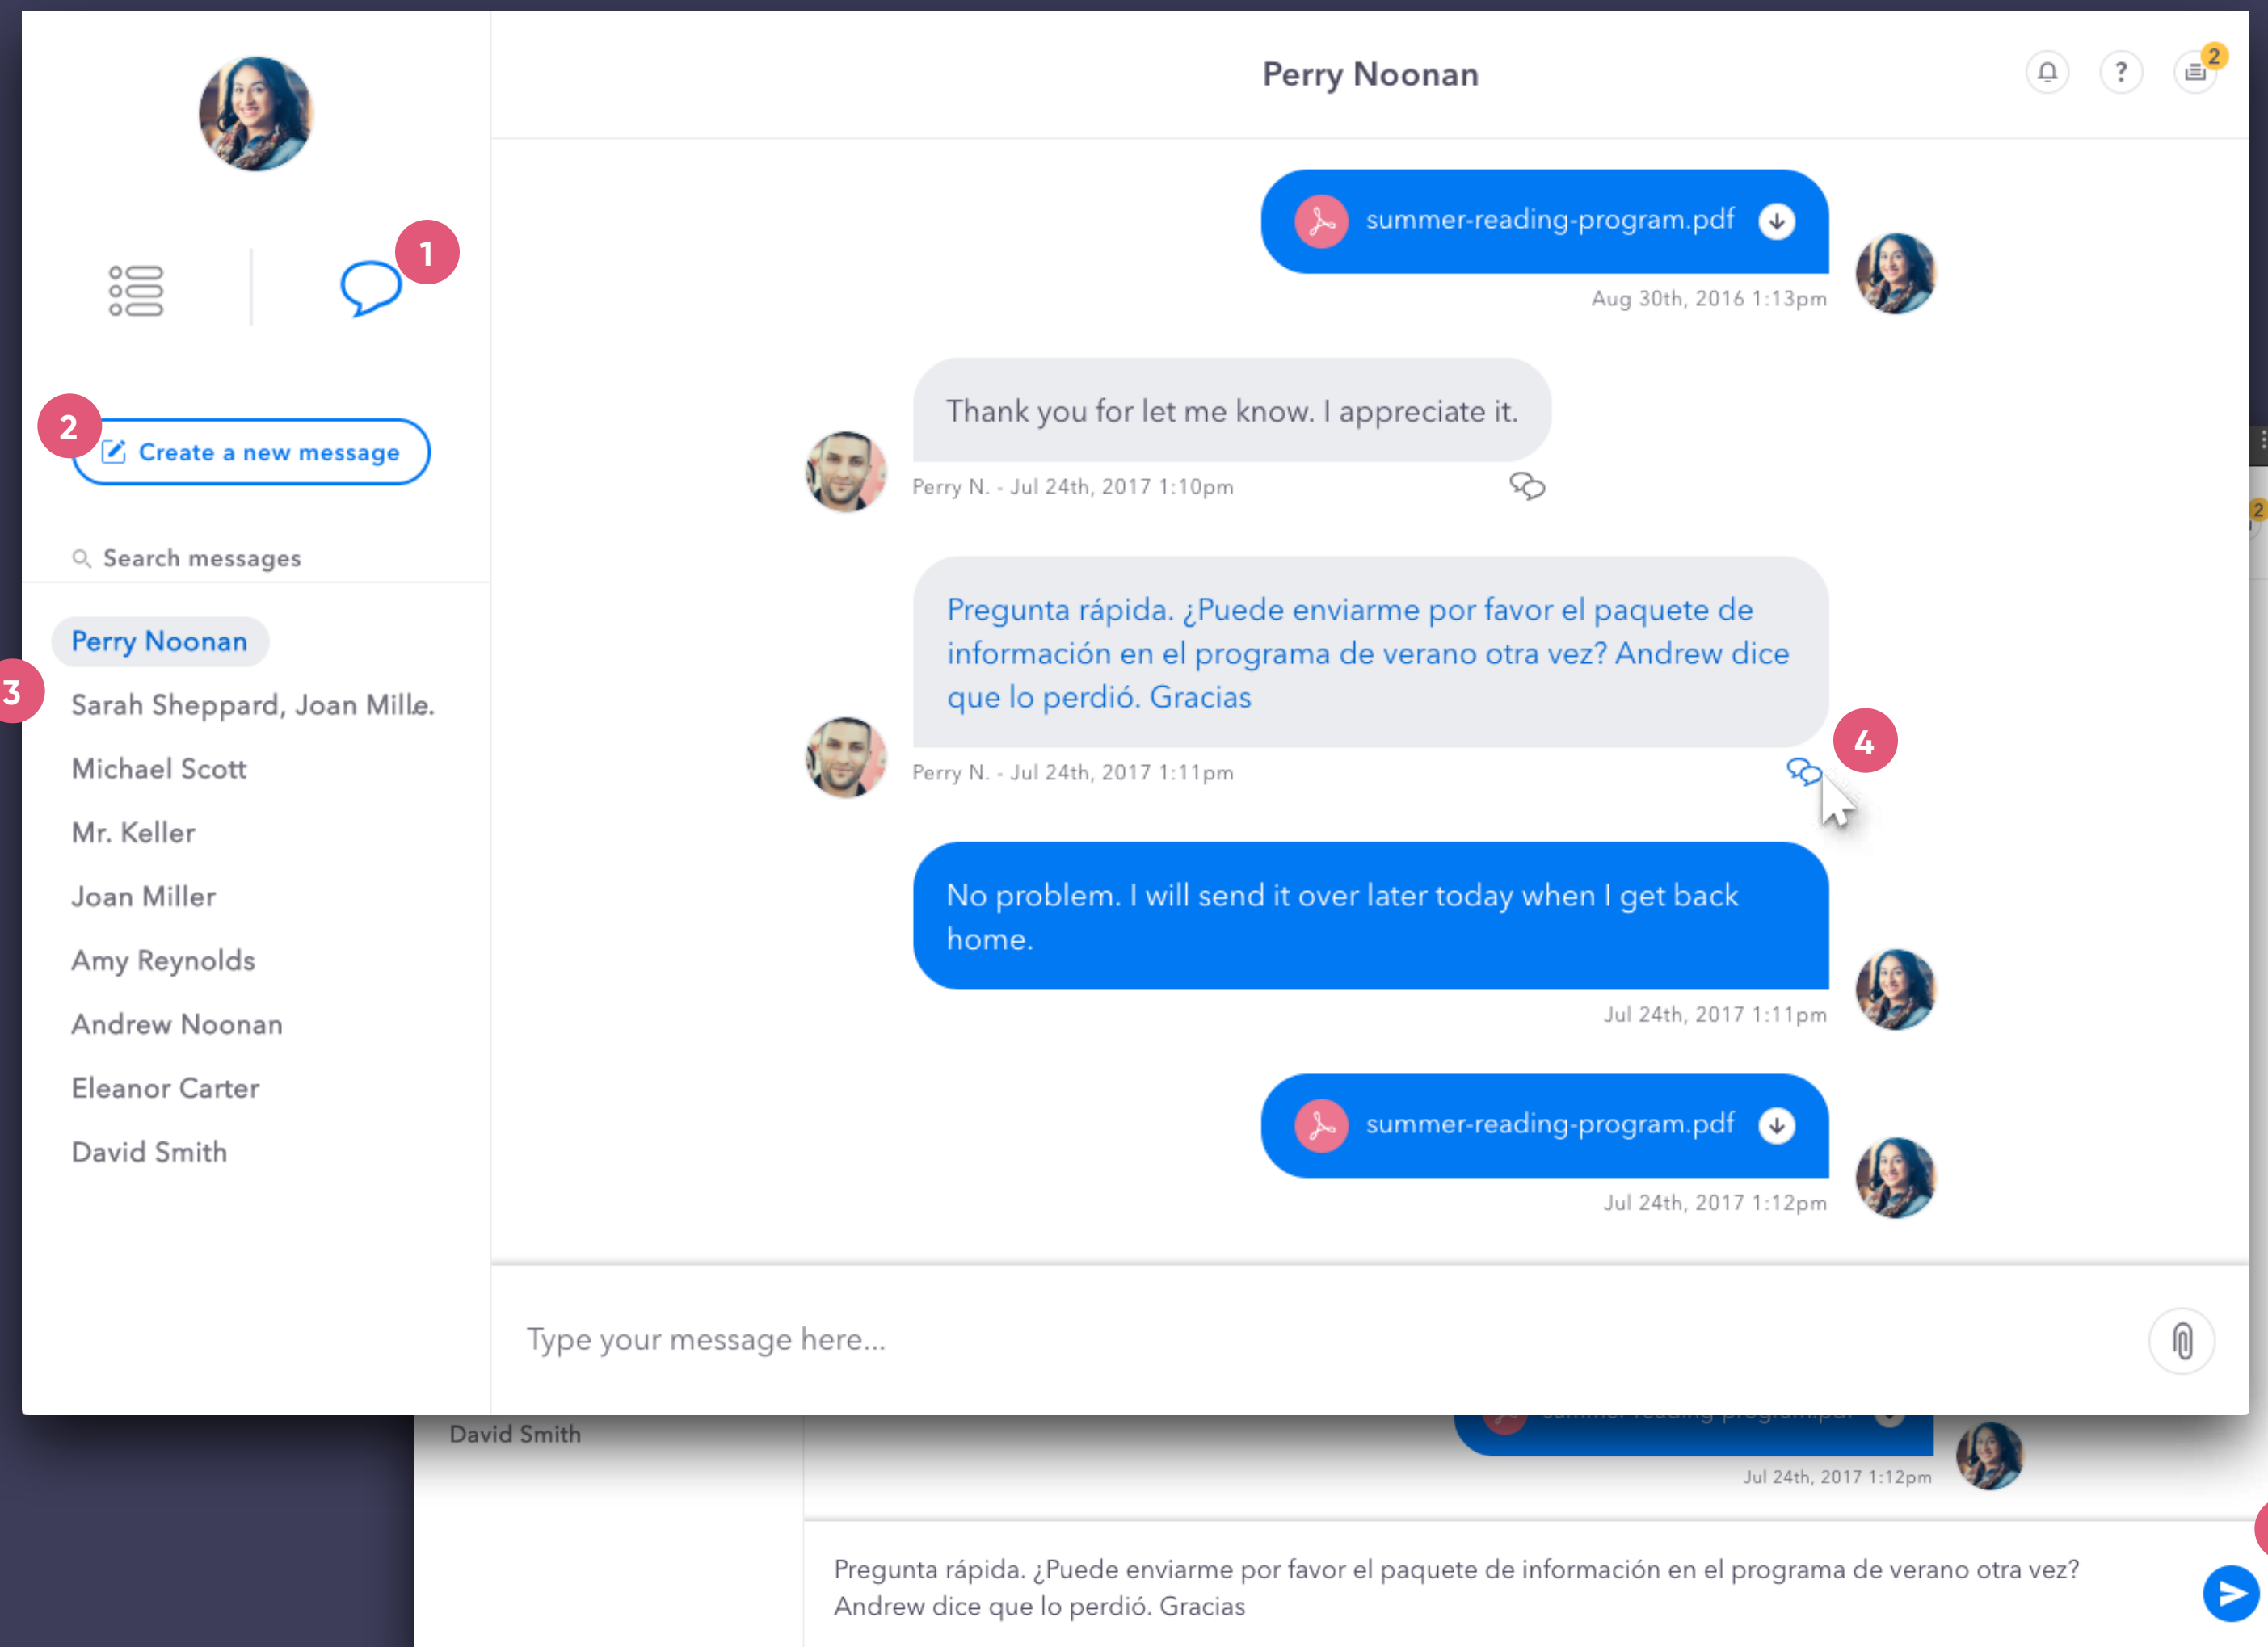 Perry Noonan
2
1
2
Create a new message
Search messages
Perry Noonan
3
Sarah Sheppard, Joan Mille.
Michael Scott
Mr. Keller
Joan Miller
Amy Reynolds
Andrew Noonan
Eleanor Carter
David Smith
summer-reading-program.pdf
Aug 30th, 2016 1:13pm
Thank you for let me know. I appreciate it.
Perry N. - Jul 24th, 2017 1:10pm
Pregunta rápida. ¿Puede enviarme por favor el paquete de
información en el programa de verano otra vez? Andrew dice
que lo perdió. Gracias
4
Perry N. - Jul 24th, 2017 1:11pm
No problem. I will send it over later today when I get back
home.
Jul 24th, 2017 1:11pm
summer-reading-program.pdf
Jul 24th, 2017 1:12pm
Type your message here...
2
David Smith
summer-reading-program.pdf
Jul 24th, 2017 1:12pm
Pregunta rápida. ¿Puede enviarme por favor el paquete de información en el programa de verano otra vez?
Andrew dice que lo perdió. Gracias